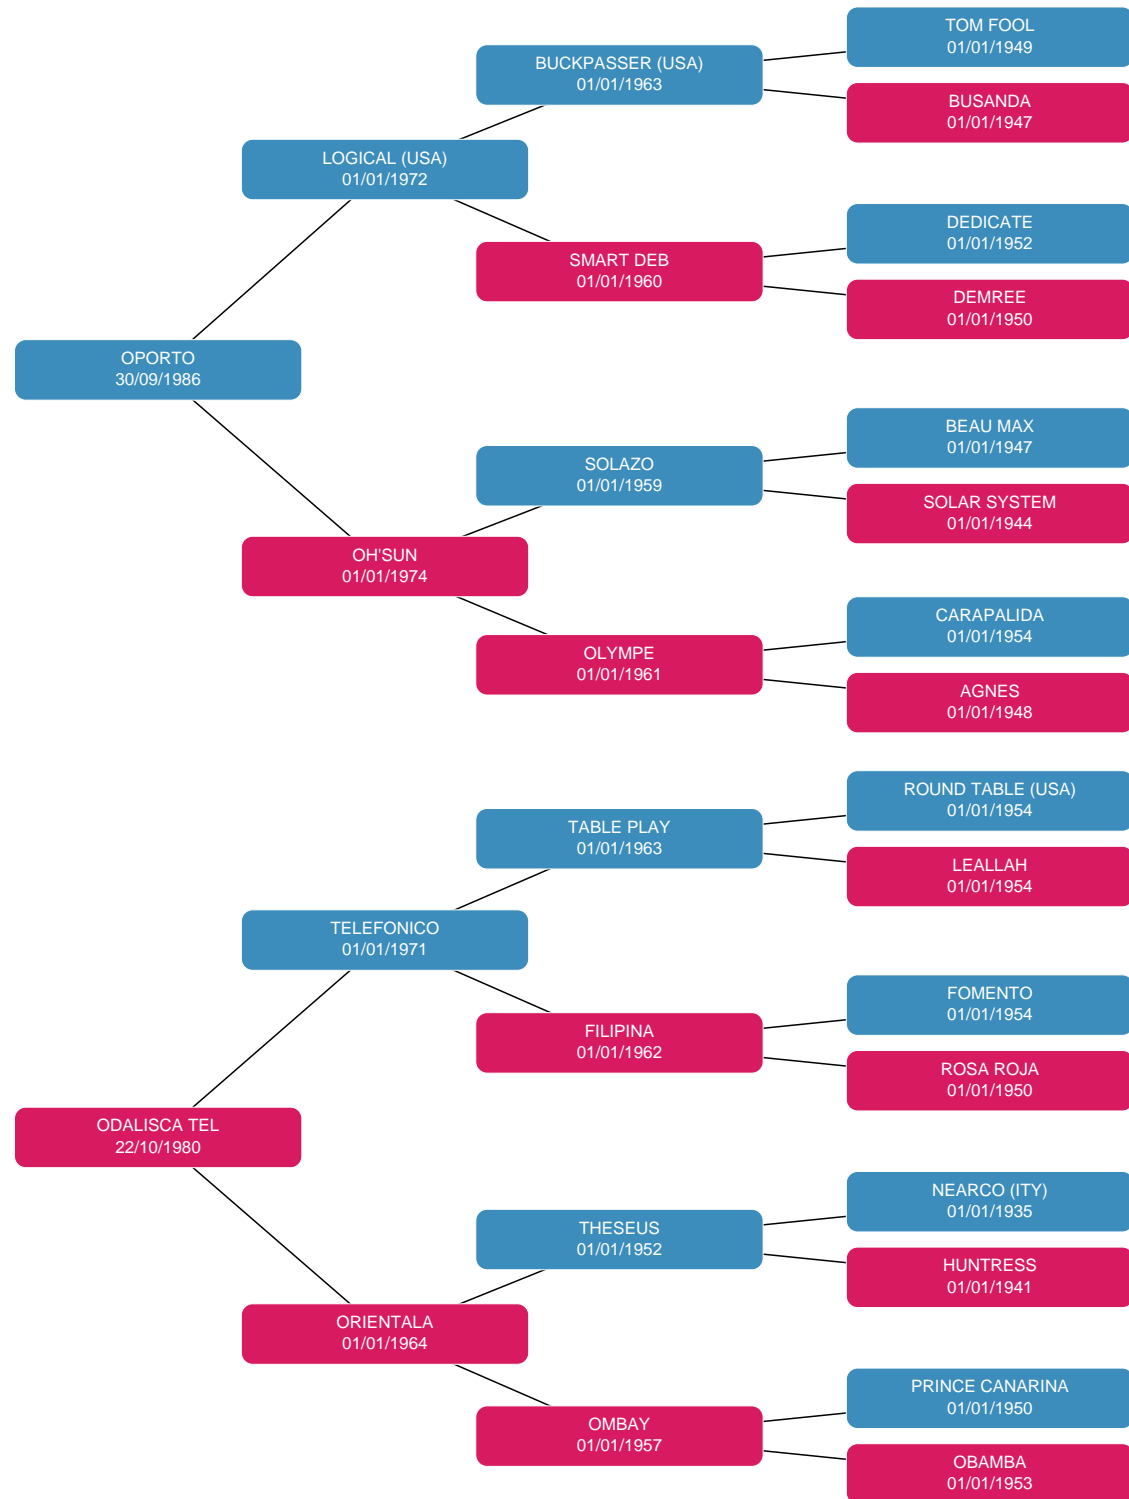 TOM FOOL
01/01/1949
BUCKPASSER (USA)
01/01/1963
BUSANDA
01/01/1947
LOGICAL (USA)
01/01/1972
DEDICATE
01/01/1952
SMART DEB
01/01/1960
DEMREE
01/01/1950
OPORTO
30/09/1986
BEAU MAX
01/01/1947
SOLAZO
01/01/1959
SOLAR SYSTEM
01/01/1944
OH'SUN
01/01/1974
CARAPALIDA
01/01/1954
OLYMPE
01/01/1961
AGNES
01/01/1948
ROUND TABLE (USA)
01/01/1954
TABLE PLAY
01/01/1963
LEALLAH
01/01/1954
TELEFONICO
01/01/1971
FOMENTO
01/01/1954
FILIPINA
01/01/1962
ROSA ROJA
01/01/1950
ODALISCA TEL
22/10/1980
NEARCO (ITY)
01/01/1935
THESEUS
01/01/1952
HUNTRESS
01/01/1941
ORIENTALA
01/01/1964
PRINCE CANARINA
01/01/1950
OMBAY
01/01/1957
OBAMBA
01/01/1953